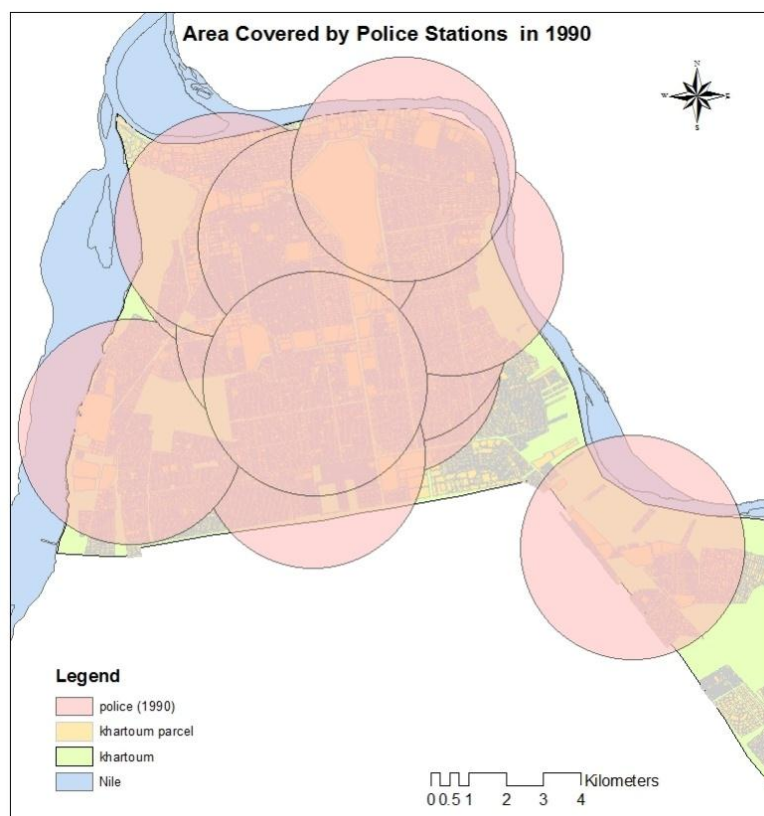 Area Covered by Police Stations in 1990
N
W E
S
Legend
police (1990)
khartoum parcel
khartoum
Nile
Kilometers
0 0.5 1 2 3 4